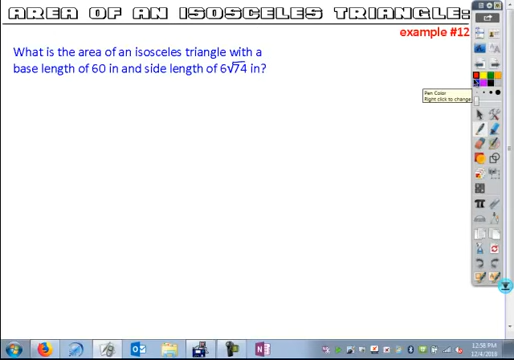 AREA OF AN ISOSCELES TRIANGLE:
example #12
What is the area of an isosceles triangle with a
base length of 60 in and side length of 6√74 in?
Pen Color
Right click to change
12:58 PM
12/4/2019